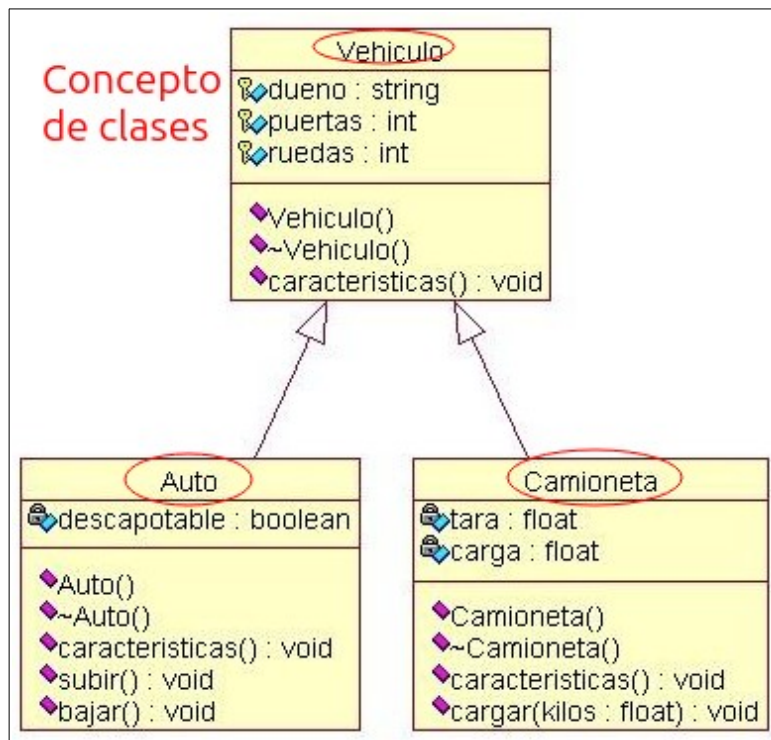 Concepto
de clases
Vehiculo
dueno : string
puertas : int
ruedas : int
Vehiculo()
~Vehiculo()
caracteristicas() : void
Auto
descapotable : boolean
Auto()
~Auto()
caracteristicas() : void
subir() : void
bajar() : void
Camioneta
tara : float
carga : float
Camioneta()
~Camioneta()
caracteristicas() : void
cargar(kilos : float) : void